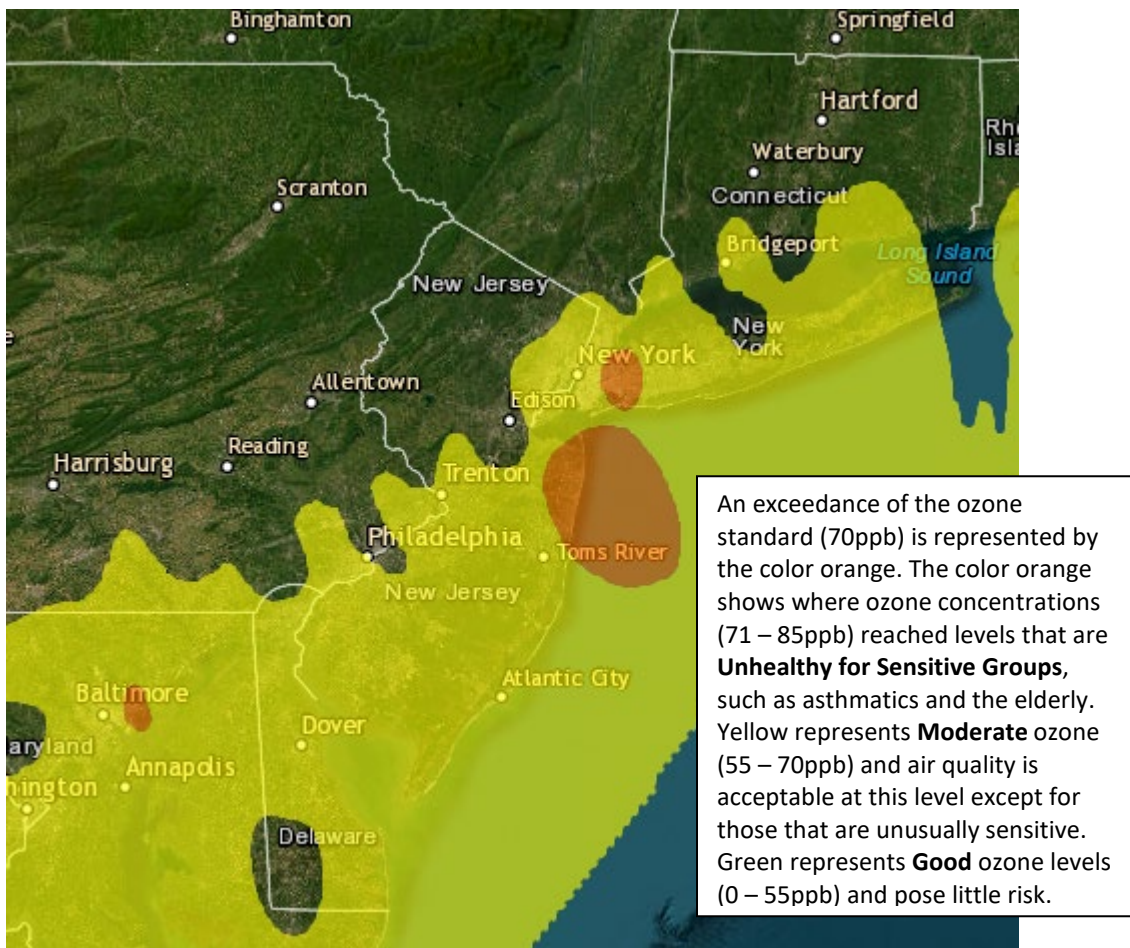 Binghamton
Springfield
Hartford
Waterbury
Connecticut
Scranton
Bridgeport
Long Island
Sound
New Jersey
New
York
New York
Allentown
Edison
Reading
Harrisburg
Trenton
Philadelphia
Toms River
New Jersey
Atlantic City
Baltimore
Dover
aryland
Annapolis
hington
Delaware
An exceedance of the ozone
standard (70ppb) is represented by
the color orange. The color orange
shows where ozone concentrations
(71 – 85ppb) reached levels that are
Unhealthy for Sensitive Groups,
such as asthmatics and the elderly.
Yellow represents Moderate ozone
(55 – 70ppb) and air quality is
acceptable at this level except for
those that are unusually sensitive.
Green represents Good ozone levels
(0 – 55ppb) and pose little risk.